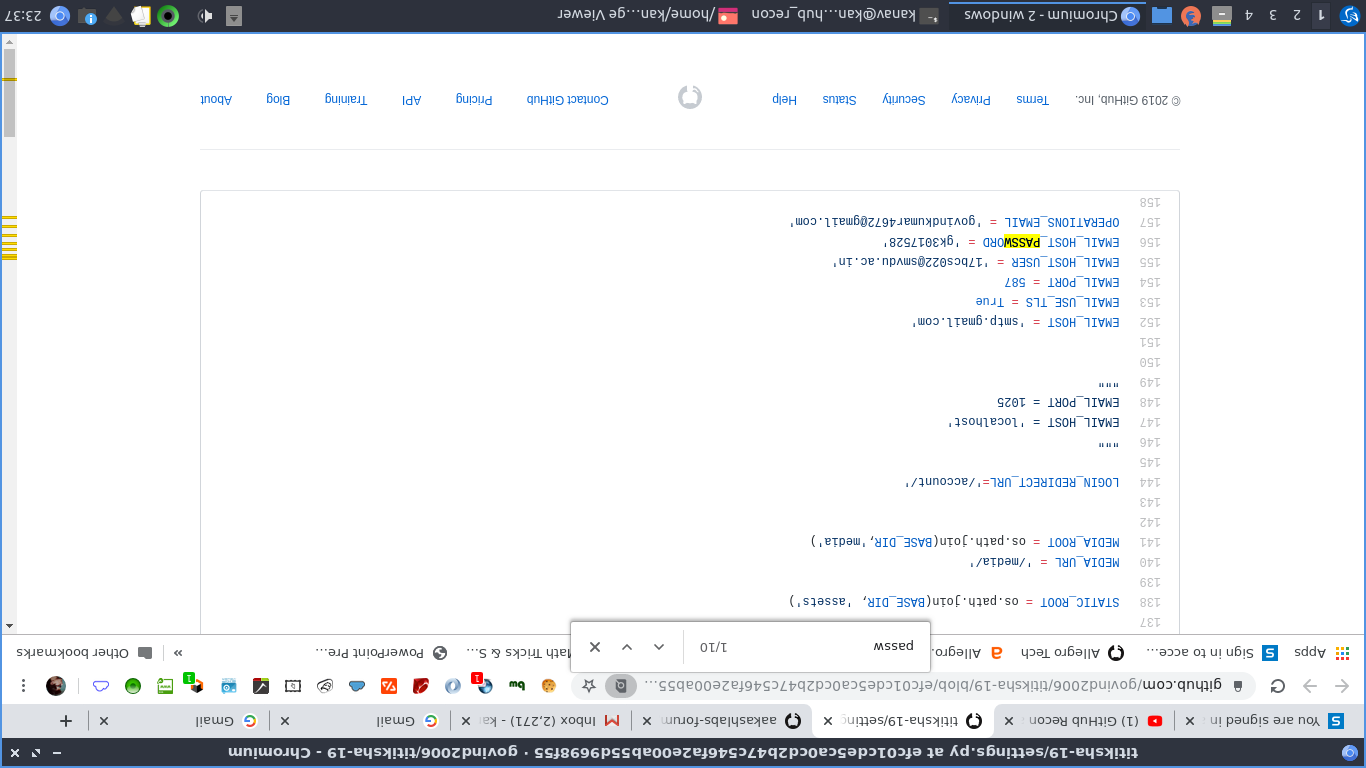 titiksha-19/settings.py at efc01cde5ca0cd2b47c546fa2e00ab55d9698f55 · govind2006/titiksha-19 - Chromium
You are signed in
(1) GitHub Recon
titiksha-19/setting
aakashlabs-forum
Inbox (2,271) - kan
Gmail
Gmail
github.com/govind2006/titiksha-19/blob/efc01cde5ca0cd2b47c546fa2e00ab55...
1
1
Apps
Sign in to acce...
Allegro Tech
Allegro.
Math Tricks & S...
PowerPoint Pre...
»
Other bookmarks
passw
1/10
137
138 STATIC_ROOT = os.path.join(BASE_DIR, 'assets')
139
140 MEDIA_URL = '/media/'
141 MEDIA_ROOT = os.path.join(BASE_DIR,'media')
142
143
144 LOGIN_REDIRECT_URL='/account/'
145
146 """
147 EMAIL_HOST = 'localhost'
148 EMAIL_PORT = 1025
149 """
150
151
152 EMAIL_HOST = 'smtp.gmail.com'
153 EMAIL_USE_TLS = True
154 EMAIL_PORT = 587
155 EMAIL_HOST_USER = '17bcs022@smvdu.ac.in'
156 EMAIL_HOST_PASSWORD = 'gk3017528'
157 OPERATIONS_EMAIL = 'govindkumar4672@gmail.com'
158
© 2019 GitHub, Inc.
Terms
Privacy
Security
Status
Help
Contact GitHub
Pricing
API
Training
Blog
About
1
2
3
4
Chromium - 2 windows
kanav@kan...hub_recon
/home/kan...ge Viewer
23:37